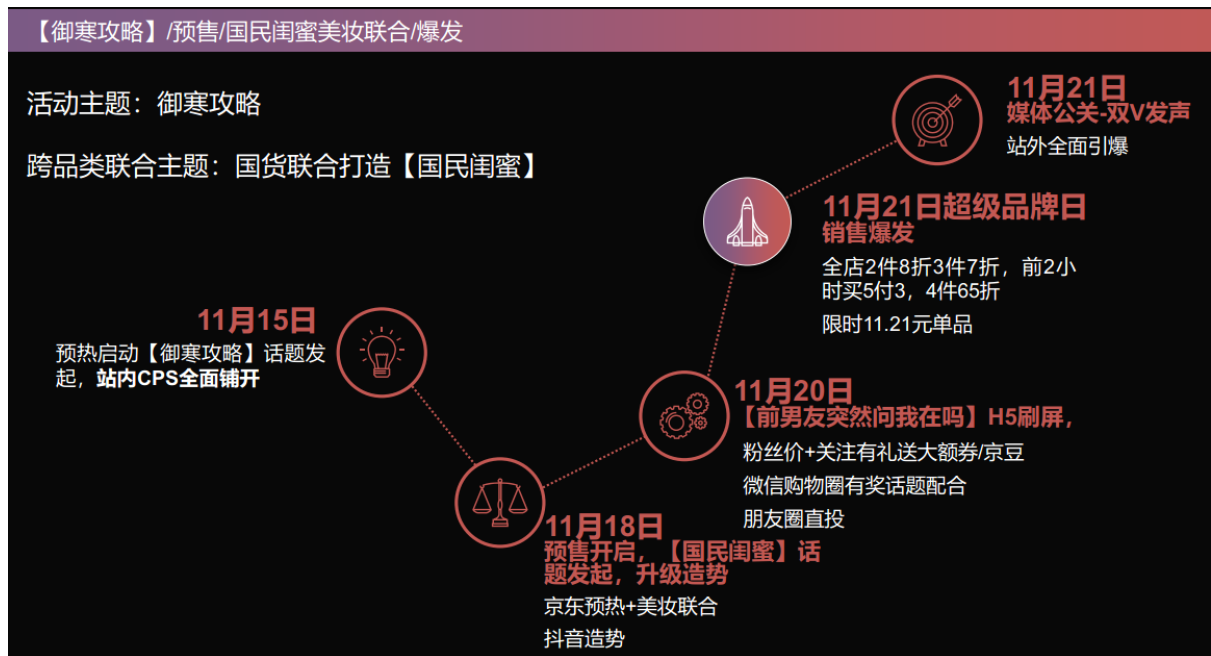 【御寒攻略】/预售/国民闺蜜美妆联合/爆发
活动主题：御寒攻略
跨品类联合主题：国货联合打造【国民闺蜜】
11月15日
预热启动【御寒攻略】话题发
起，站内CPS全面铺开
11月18日
预售开启，【国民闺蜜】话
题发起，升级造势
京东预热+美妆联合
抖音造势
11月20日
【前男友突然问我在吗】H5刷屏，
粉丝价+关注有礼送大额券/京豆
微信购物圈有奖话题配合
朋友圈直投
11月21日超级品牌日
销售爆发
全店2件8折3件7折，前2小
时买5付3，4件65折
限时11.21元单品
11月21日
媒体公关-双V发声
站外全面引爆